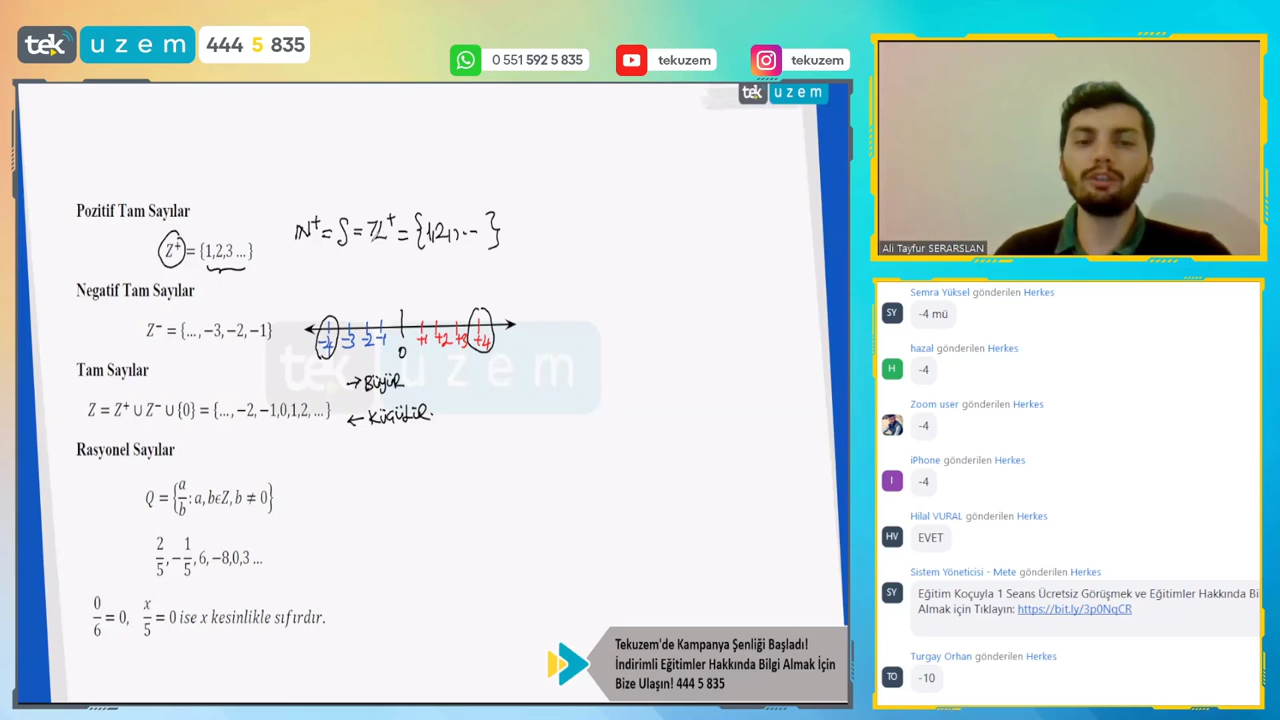 tek uzem 444 5 835
0 551 592 5 835
tekuzem
tekuzem
tek uzem
Pozitif Tam Sayılar
Z⁺ = {1,2,3 ...}
N⁺ = S = Z⁺ = {1,2, ... }
Negatif Tam Sayılar
Z⁻ = {..., −3, −2, −1}
-4 -3 -2 -1 0 +1 +2 +3 +4
Tam Sayılar
→ BÜYÜR
Z = Z⁺ ∪ Z⁻ ∪ {0} = {..., −2, −1,0,1,2, ...}
← KÜÇÜLÜR.
Rasyonel Sayılar
Q = {a/b : a, bϵZ, b ≠ 0}
2/5, −1/5, 6, −8,0,3 ...
0/6 = 0, x/5 = 0 ise x kesinlikle sıfırdır.
tek uzem
Tekuzem'de Kampanya Şenliği Başladı!
İndirimli Eğitimler Hakkında Bilgi Almak İçin
Bize Ulaşın! 444 5 835
Ali Tayfur SERARSLAN
Semra Yüksel gönderilen Herkes
SY -4 mü
hazal gönderilen Herkes
H -4
Zoom user gönderilen Herkes
-4
iPhone gönderilen Herkes
I -4
Hilal VURAL gönderilen Herkes
HV EVET
Sistem Yöneticisi - Mete gönderilen Herkes
SY Eğitim Koçuyla 1 Seans Ücretsiz Görüşmek ve Eğitimler Hakkında Bi
Almak için Tıklayın: https://bit.ly/3p0NqCR
Turgay Orhan gönderilen Herkes
TO -10